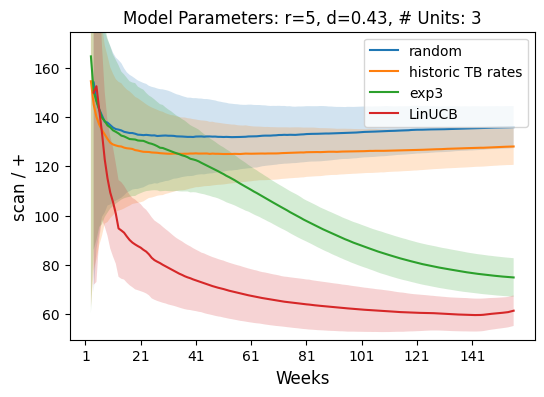 Model Parameters: r=5, d=0.43, # Units: 3
random
historic TB rates
exp3
LinUCB
160
140
120
100
80
60
scan / +
1
21
41
61
81
101
121
141
Weeks